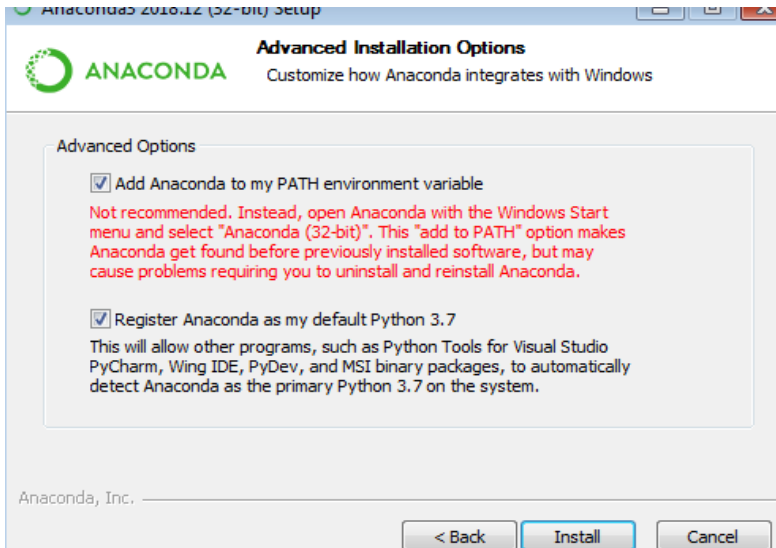 Anaconda3 2018.12 (32-bit) Setup
Advanced Installation Options
ANACONDA
Customize how Anaconda integrates with Windows
Advanced Options
Add Anaconda to my PATH environment variable
Not recommended. Instead, open Anaconda with the Windows Start
menu and select "Anaconda (32-bit)". This "add to PATH" option makes
Anaconda get found before previously installed software, but may
cause problems requiring you to uninstall and reinstall Anaconda.
Register Anaconda as my default Python 3.7
This will allow other programs, such as Python Tools for Visual Studio
PyCharm, Wing IDE, PyDev, and MSI binary packages, to automatically
detect Anaconda as the primary Python 3.7 on the system.
Anaconda, Inc.
< Back
Install
Cancel